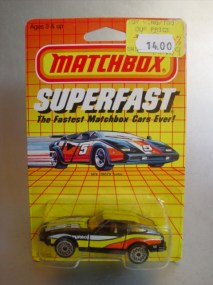 Ages 3 & up
14.00
MATCHBOX
SUPERFAST
The Fastest Matchbox Cars Ever!